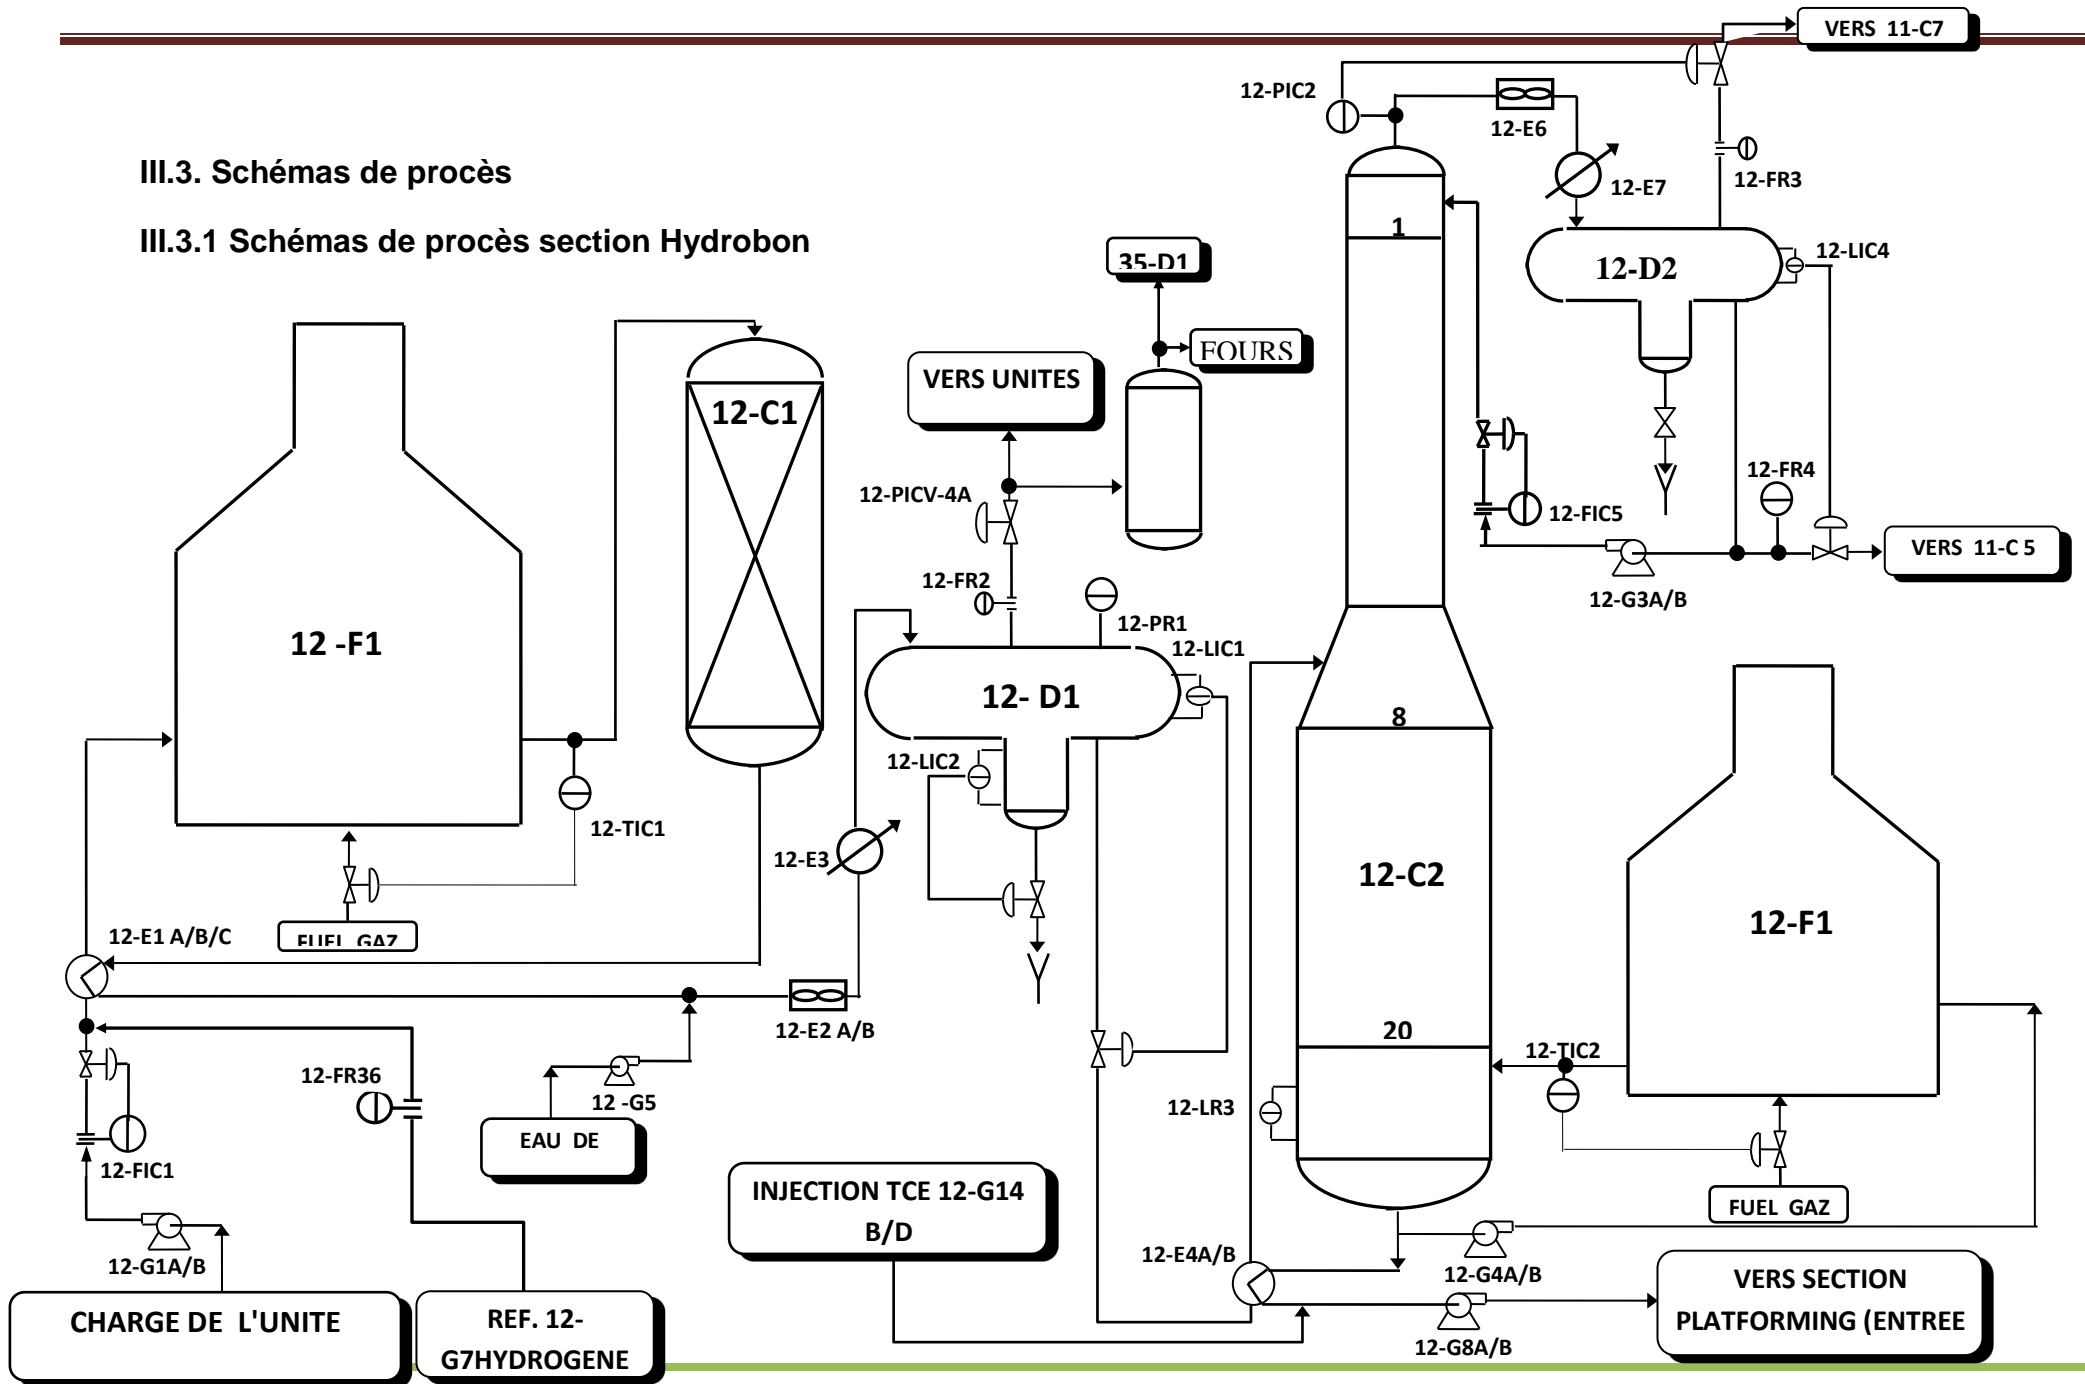 VERS 11-C7
12-PIC2
12-E6
III.3. Schémas de procès
12-E7
12-FR3
III.3.1 Schémas de procès section Hydrobon
1
35-D1
12-D2
12-LIC4
FOURS
VERS UNITES
12-C1
12-PICV-4A
12-FR4
12-FIC5
VERS 11-C 5
12-FR2
12-G3A/B
12-PR1
12 -F1
12-LIC1
12- D1
8
12-LIC2
12-TIC1
12-E3
12-C2
12-F1
12-E1 A/B/C
FUEL GAZ
12-E2 A/B
20
12-TIC2
12-FR36
12 -G5
12-LR3
EAU DE
12-FIC1
INJECTION TCE 12-G14
B/D
FUEL GAZ
12-G1A/B
12-E4A/B
12-G4A/B
VERS SECTION
PLATFORMING (ENTREE
CHARGE DE L'UNITE
REF. 12-
G7HYDROGENE
12-G8A/B